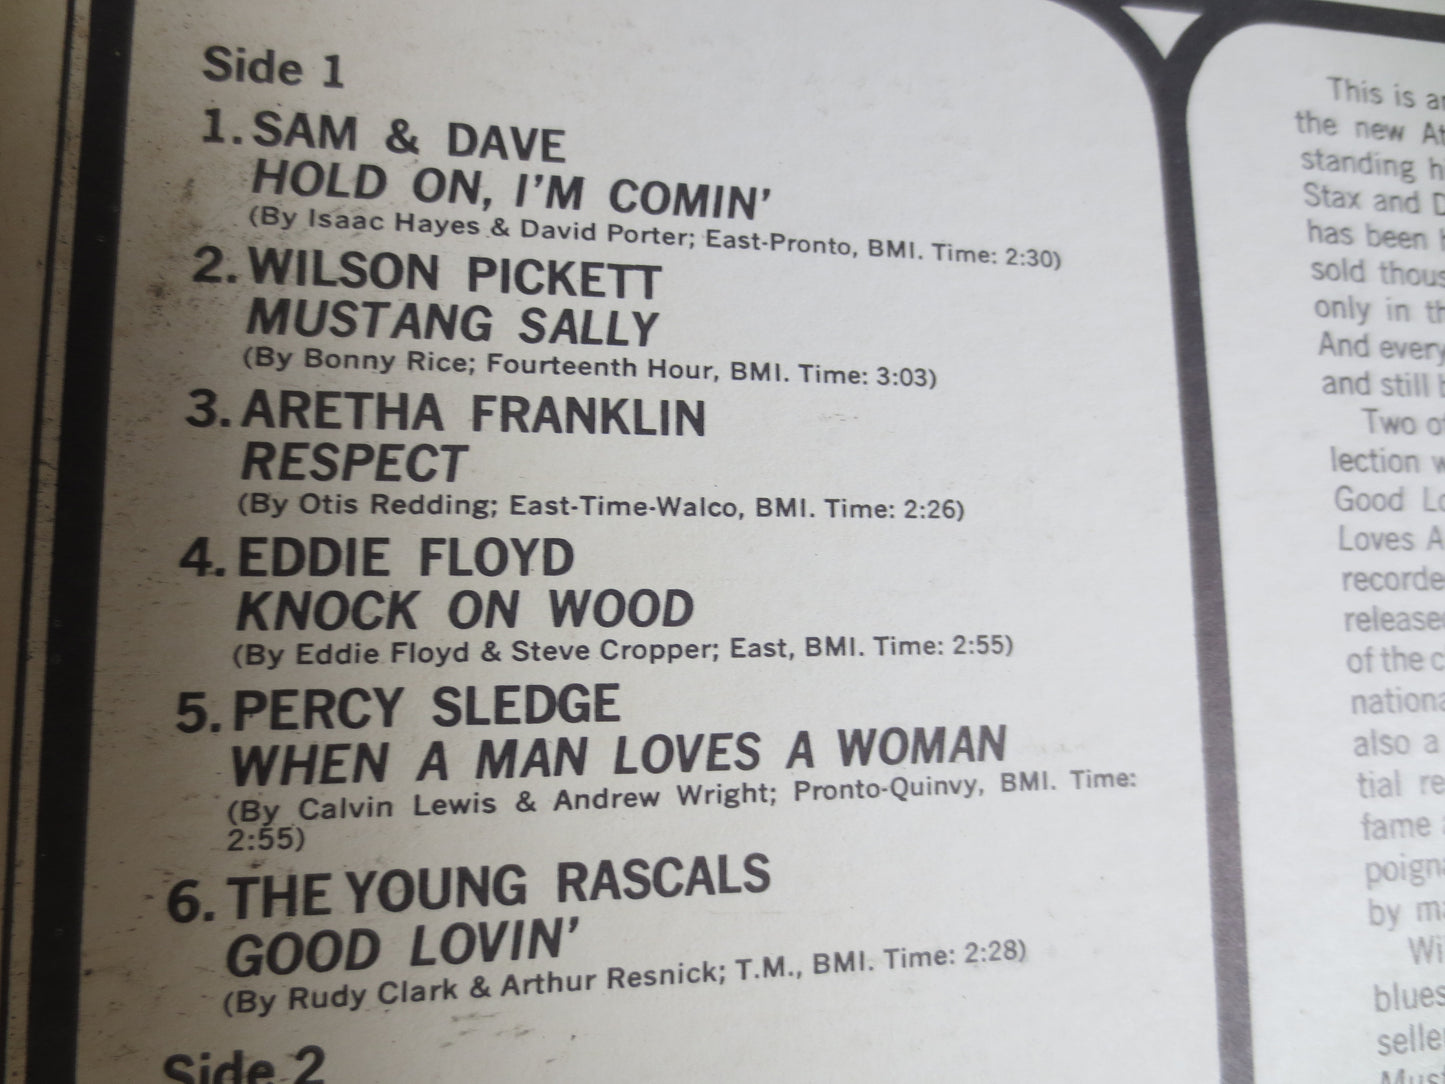 Side 1
1. SAM & DAVE
HOLD ON, I'M COMIN'
(By Isaac Hayes & David Porter; East-Pronto, BMI. Time: 2:30)
2. WILSON PICKETT
MUSTANG SALLY
(By Bonny Rice; Fourteenth Hour, BMI. Time: 3:03)
3. ARETHA FRANKLIN
RESPECT
(By Otis Redding; East-Time-Walco, BMI. Time: 2:26)
4. EDDIE FLOYD
KNOCK ON WOOD
(By Eddie Floyd & Steve Cropper; East, BMI. Time: 2:55)
5. PERCY SLEDGE
WHEN A MAN LOVES A WOMAN
(By Calvin Lewis & Andrew Wright; Pronto-Quinvy, BMI. Time:
2:55)
6. THE YOUNG RASCALS
GOOD LOVIN'
(By Rudy Clark & Arthur Resnick; T.M., BMI. Time: 2:28)
Side 2
This is
the new
standing
Stax and
has been
sold
only in
And every
and still
Two
lection
Good
Loves
of the
also a
tial
fame
by
blues